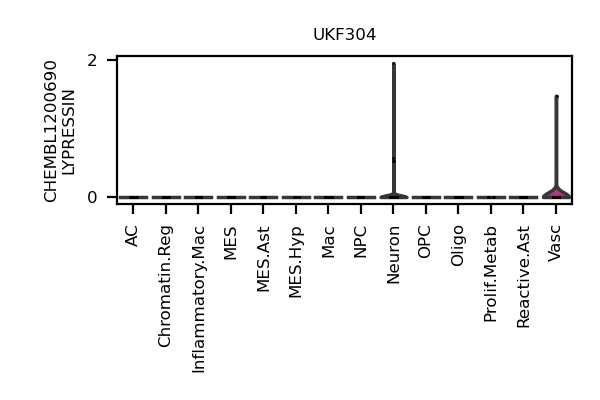 UKF304
CHEMBL1200690
LYPRESSIN
2
0
AC
Chromatin.Reg
Inflammatory.Mac
MES
MES.Ast
MES.Hyp
Mac
NPC
Neuron
OPC
Oligo
Prolif.Metab
Reactive.Ast
Vasc